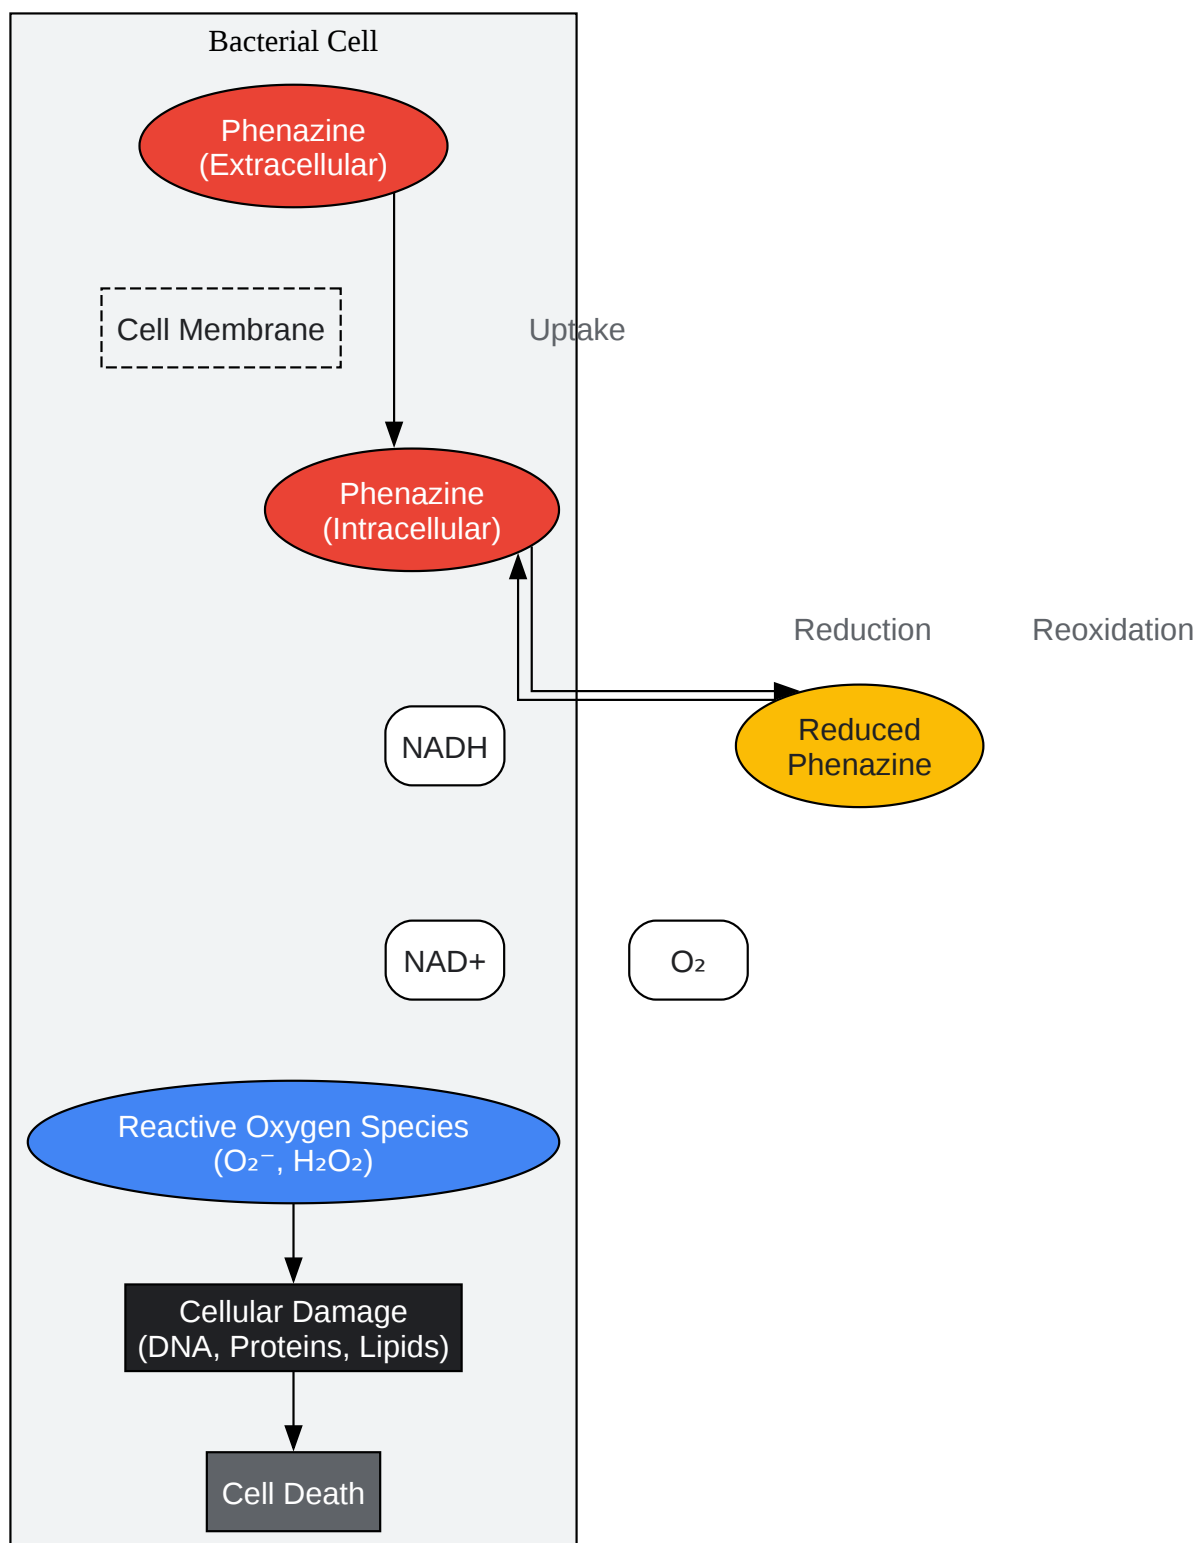 Bacterial Cell
Phenazine
(Extracellular)
Cell Membrane
Uptake
Phenazine
(Intracellular)
Reduction
Reoxidation
NADH
Reduced
Phenazine
NAD+
O₂
Reactive Oxygen Species
(O₂⁻, H₂O₂)
Cellular Damage
(DNA, Proteins, Lipids)
Cell Death